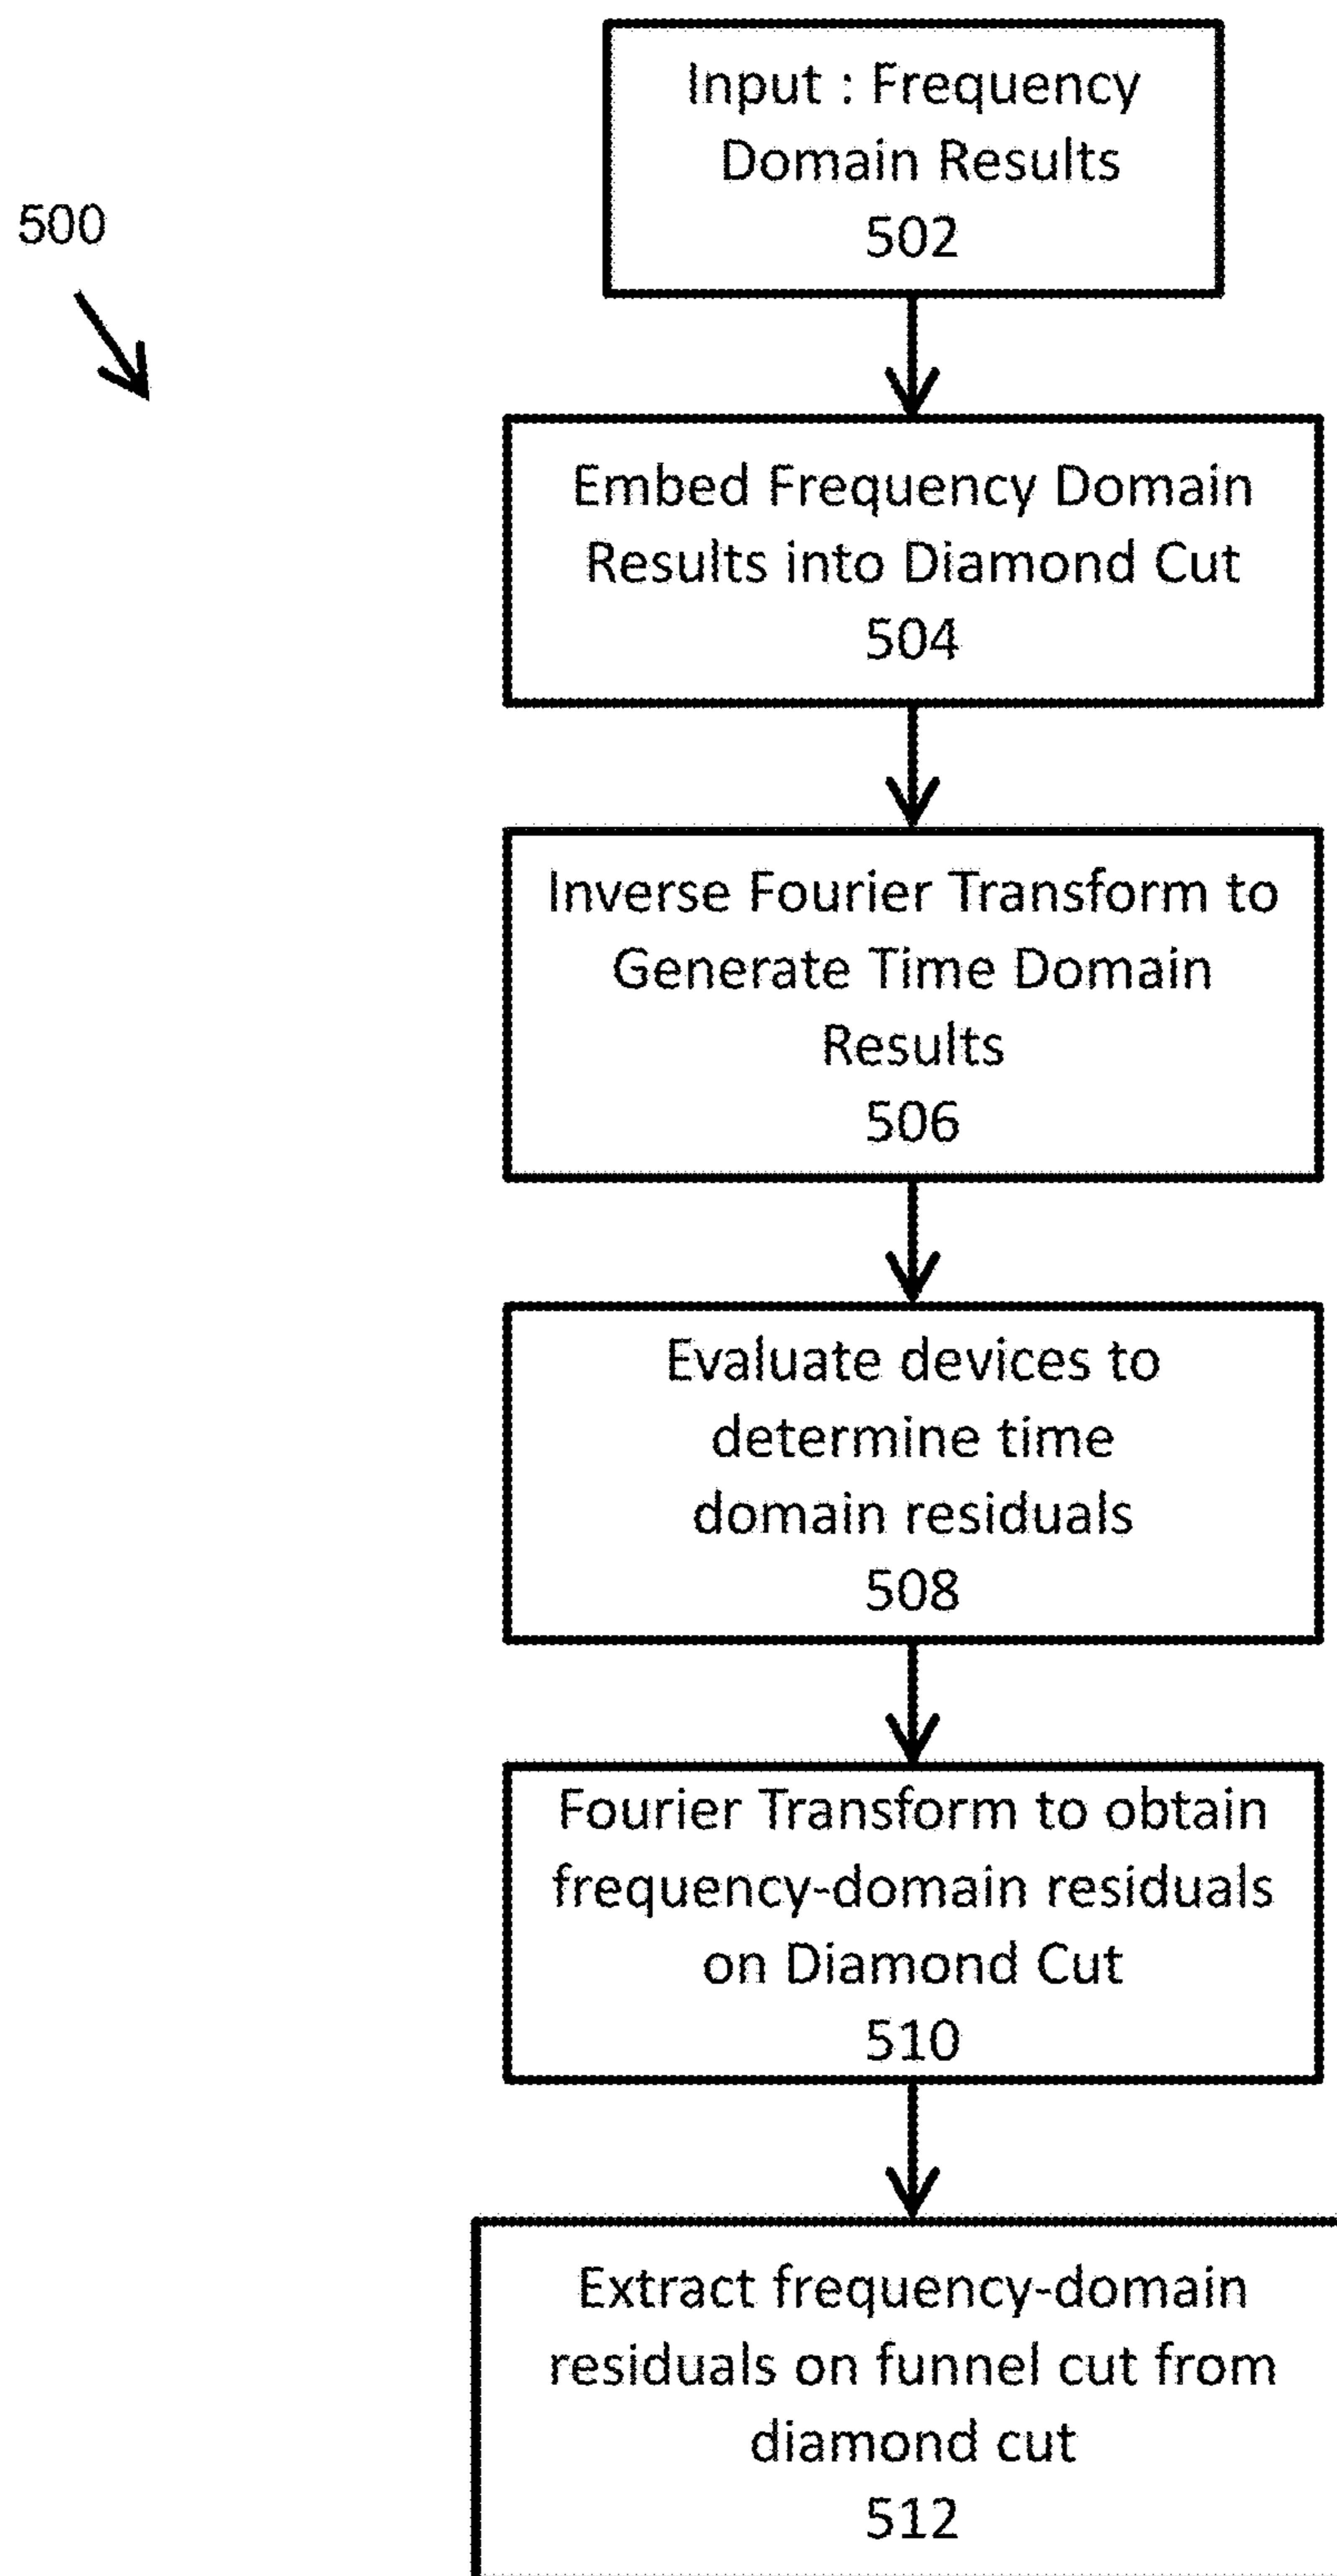 Input : Frequency
Domain Results
502
500
Embed Frequency Domain
Results into Diamond Cut
504
Inverse Fourier Transform to
Generate Time Domain
Results
506
Evaluate devices to
determine time
domain residuals
508
Fourier Transform to obtain
frequency-domain residuals
on Diamond Cut
510
Extract frequency-domain
residuals on funnel cut from
diamond cut
512